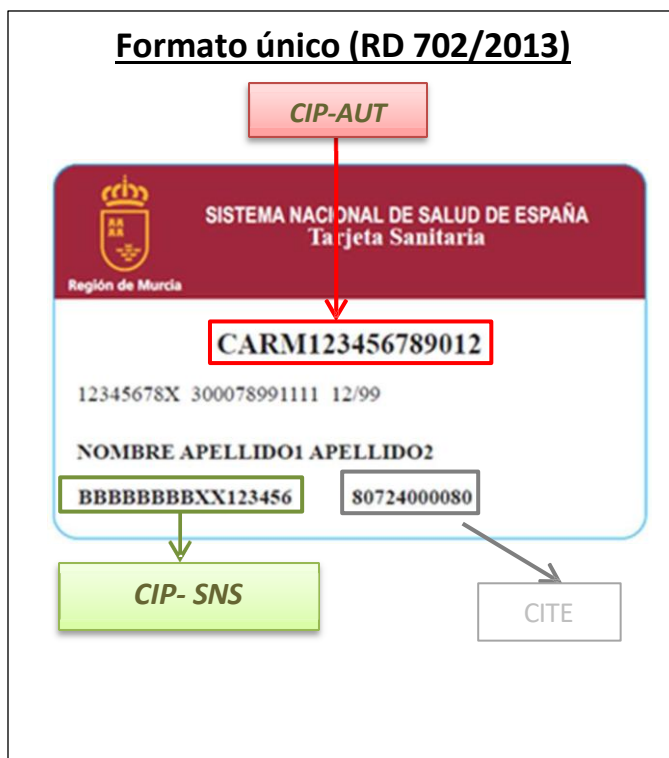 Formato único (RD 702/2013)
CIP-AUT
SISTEMA NACIONAL DE SALUD DE ESPAÑA
Tarjeta Sanitaria
Región de Murcia
CARM123456789012
12345678X 300078991111 12/99
NOMBRE APELLIDO1 APELLIDO2
BBBBBBBBXX123456 80724000080
CIP- SNS
CITE